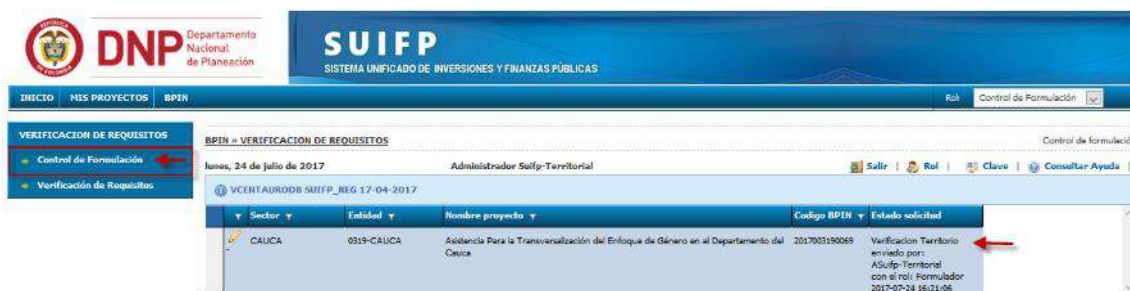 DNP
Departamento
Nacional
de Planeación
SUIFP
SISTEMA UNIFICADO DE INVERSIONES Y FINANZAS PÚBLICAS
INICIO MIS PROYECTOS BPIN
Rol: Control de Formulación
VERIFICACION DE REQUISITOS
Control de Formulación
Verificación de Requisitos
BPIN » VERIFICACIÓN DE REQUISITOS
Control de formulació
lunes, 24 de julio de 2017 Administrador Suifp-Territorial Salir | Rol | Clave | Consultar Ayuda |
VCENTAURODB SUIFP_REG 17-04-2017
Sector Entidad Nombre proyecto Codigo BPIN Estado solicitud
CAUCA 0319-CAUCA Asistencia Para la Transversalización del Enfoque de Género en el Departamento del Cauca 2017003190069 Verificacion Territorio
enviado por:
ASuifp-Territorial
con el rol: Formulador
2017-07-24 16:21:06